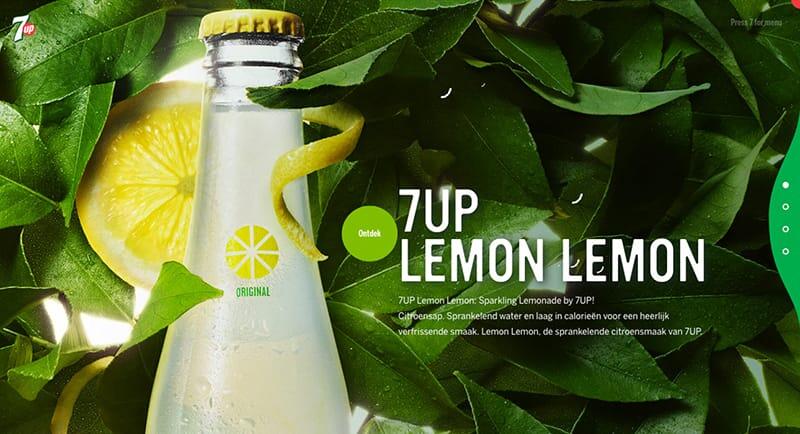 7up
Press 7 for menu
Ontdek
7UP
LEMON LEMON
ORIGINAL
7UP Lemon Lemon: Sparkling Lemonade by 7UP!
Citroensap. Sprankelend water en laag in calorieën voor een heerlijk
verfrissende smaak. Lemon Lemon, de sprankelende citroensmaak van 7UP.